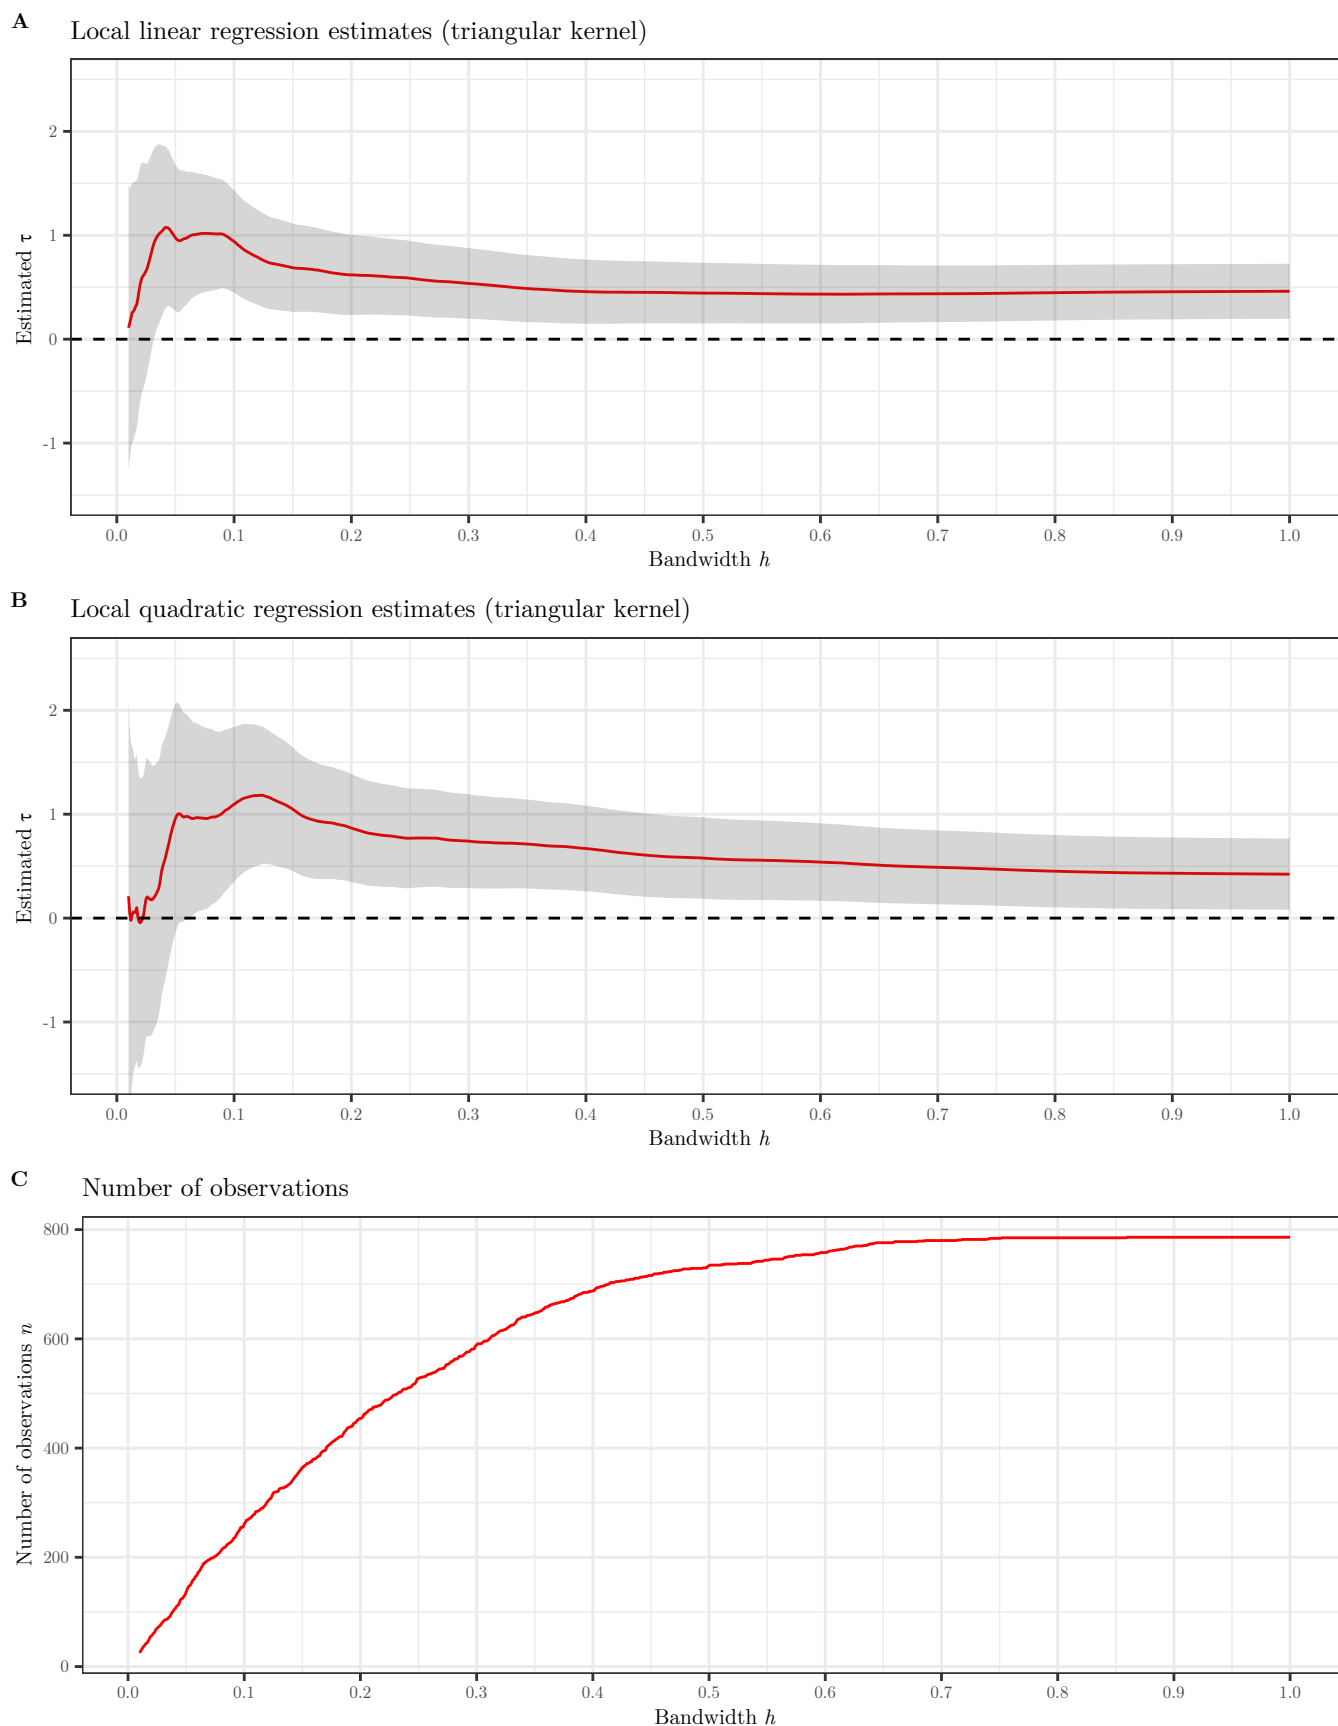 A
Local linear regression estimates (triangular kernel)
Estimated τ
2
1
0
-1
0.0 0.1 0.2 0.3 0.4 0.5 0.6 0.7 0.8 0.9 1.0
Bandwidth h
B
Local quadratic regression estimates (triangular kernel)
Estimated τ
2
1
0
-1
0.0 0.1 0.2 0.3 0.4 0.5 0.6 0.7 0.8 0.9 1.0
Bandwidth h
C
Number of observations
Number of observations n
800
600
400
200
0
0.0 0.1 0.2 0.3 0.4 0.5 0.6 0.7 0.8 0.9 1.0
Bandwidth h